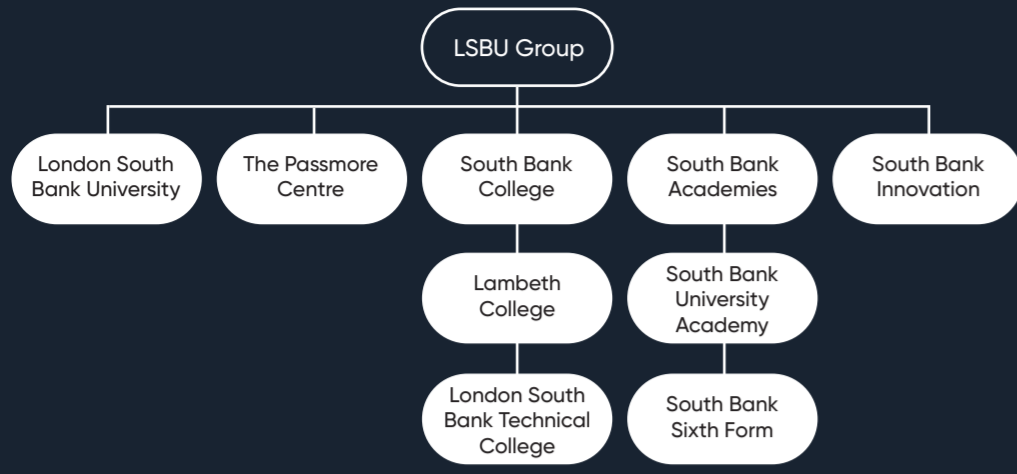 LSBU Group
London South
Bank University
The Passmore
Centre
South Bank
College
South Bank
Academies
South Bank
Innovation
Lambeth
College
South Bank
University
Academy
London South
Bank Technical
College
South Bank
Sixth Form